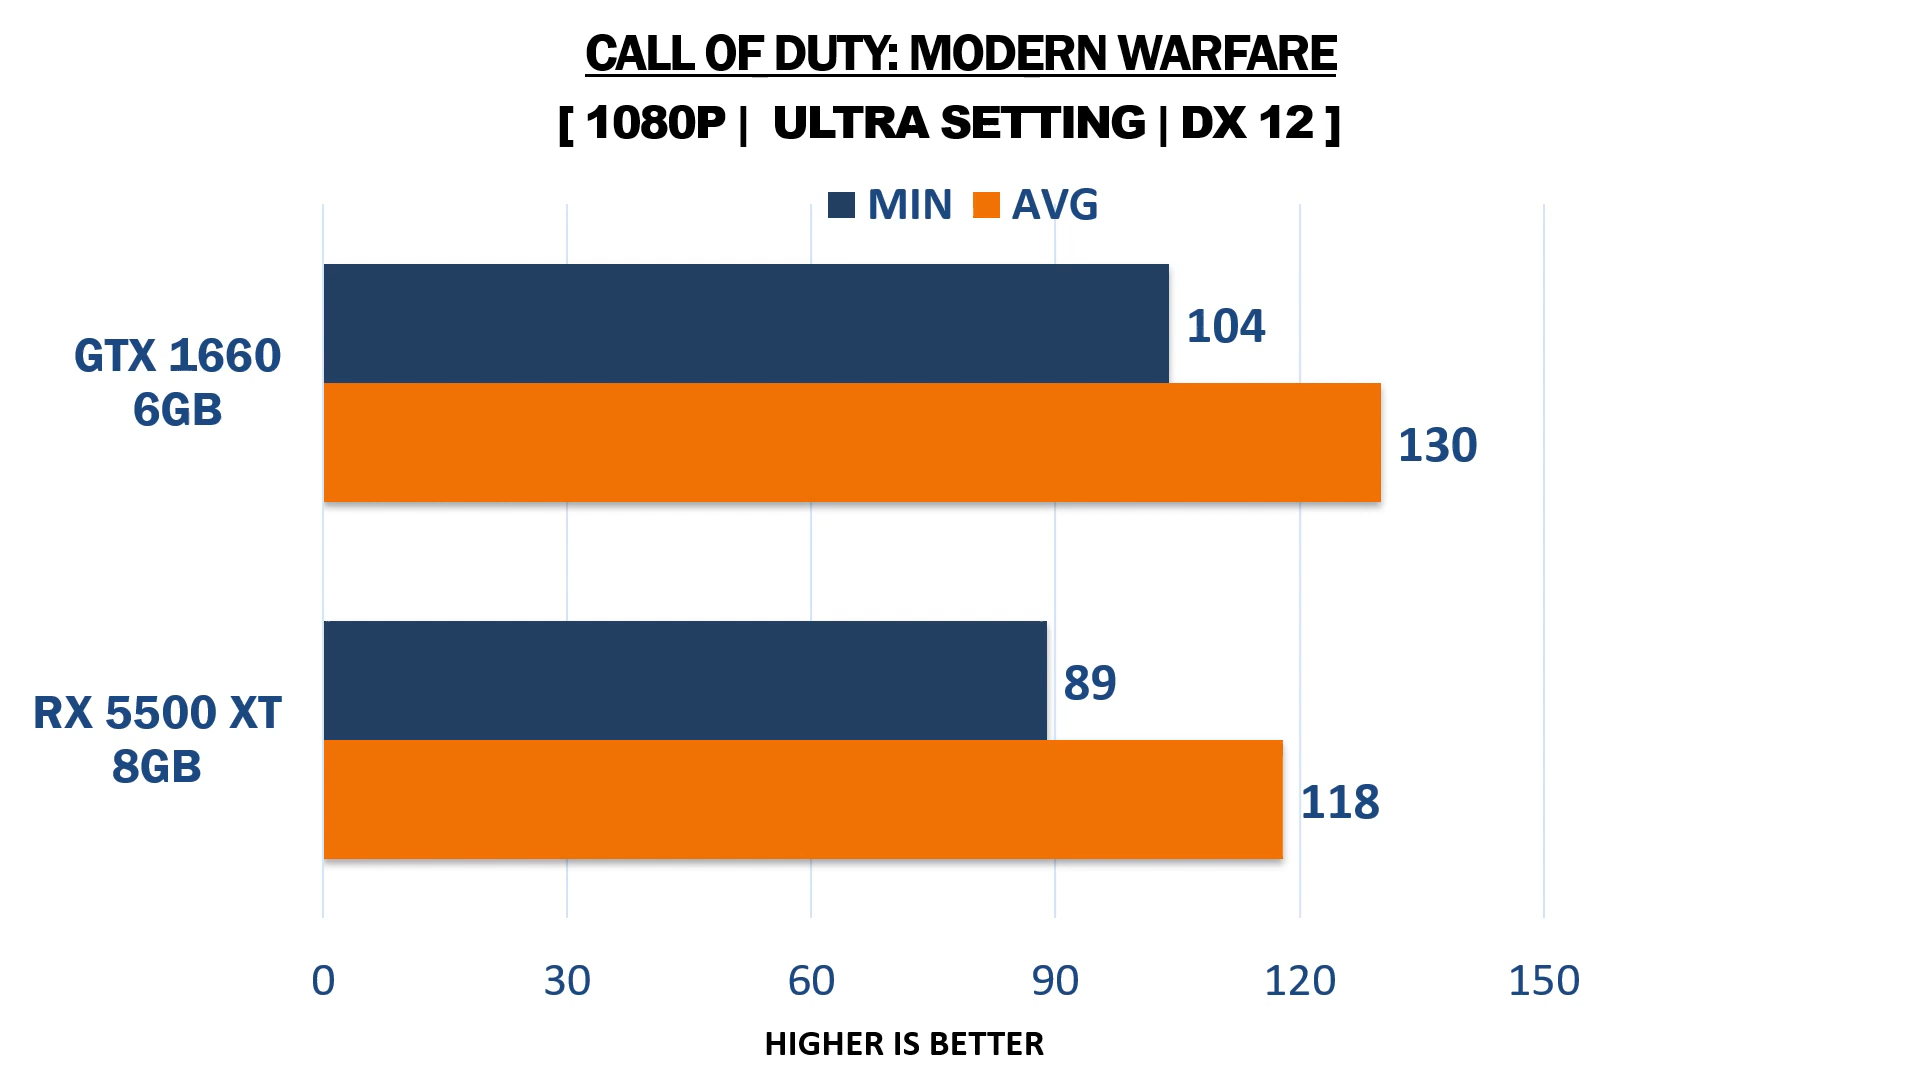 CALL OF DUTY: MODERN WARFARE
[ 1080P | ULTRA SETTING | DX 12 ]
MIN AVG
GTX 1660
6GB
104
130
RX 5500 XT
8GB
89
118
0 30 60 90 120 150
HIGHER IS BETTER